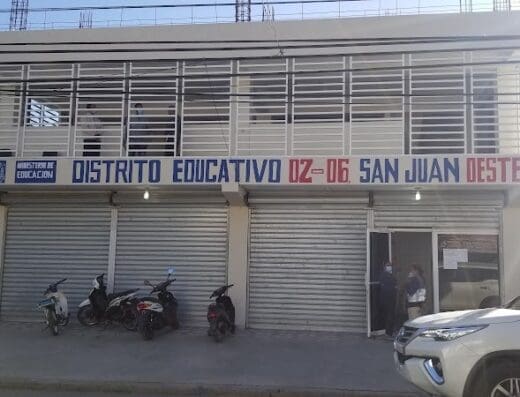 MINISTERIO DE
EDUCACIÓN
DISTRITO EDUCATIVO 02-06. SAN JUAN OESTE